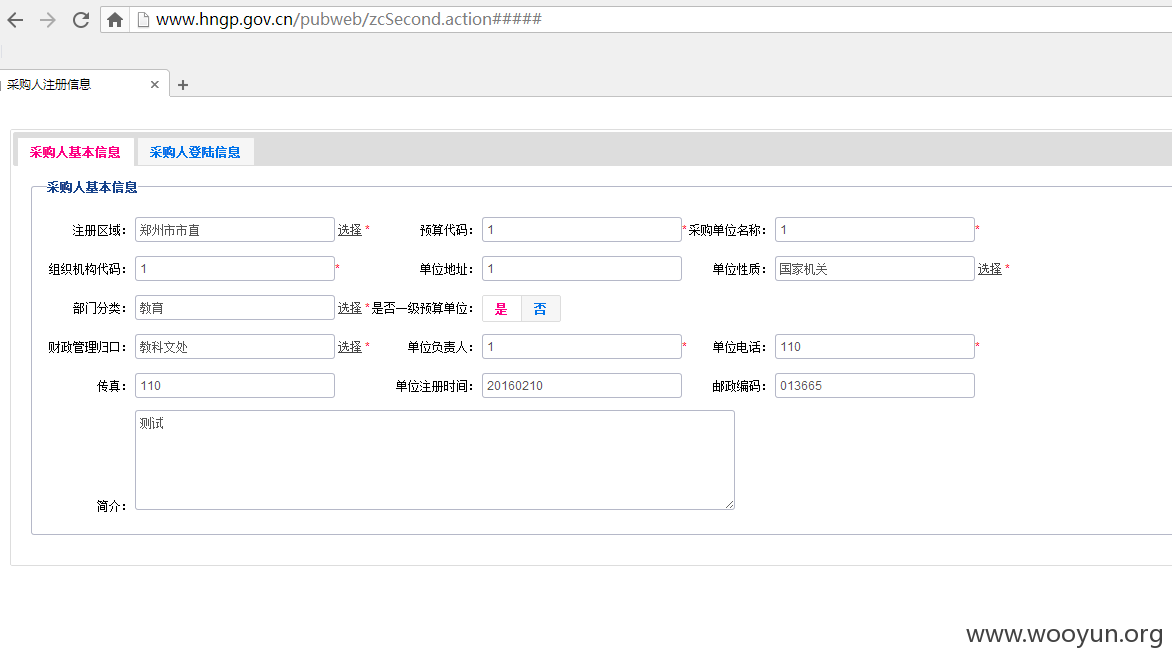 www.hngp.gov.cn/pubweb/zcSecond.action#####
采购人注册信息
采购人基本信息 采购人登陆信息
采购人基本信息
注册区域： 郑州市市直 选择 * 预算代码： 1 * 采购单位名称： 1 *
组织机构代码： 1 * 单位地址： 1 单位性质： 国家机关 选择 *
部门分类： 教育 选择 * 是否一级预算单位： 是 否
财政管理归口： 教科文处 选择 * 单位负责人： 1 * 单位电话： 110 *
传真： 110 单位注册时间： 20160210 邮政编码： 013665
测试
简介：
www.wooyun.org